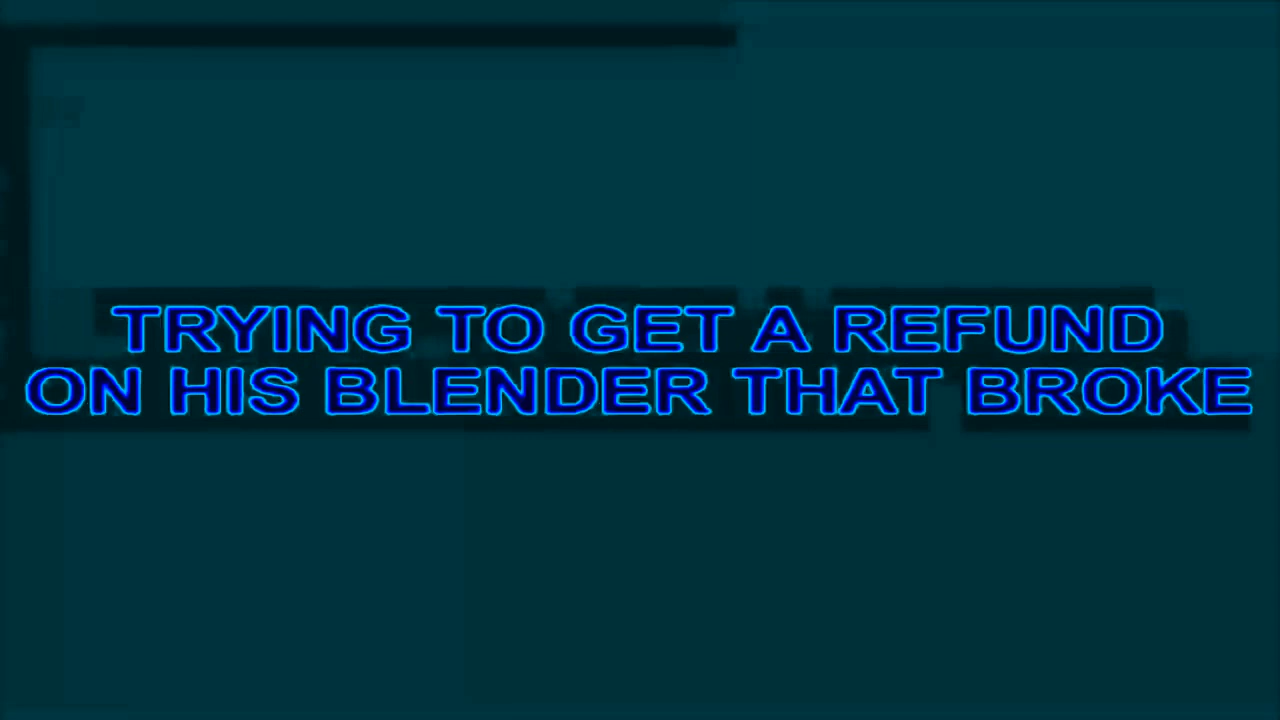 TRYING TO GET A REFUND
ON HIS BLENDER THAT BROKE